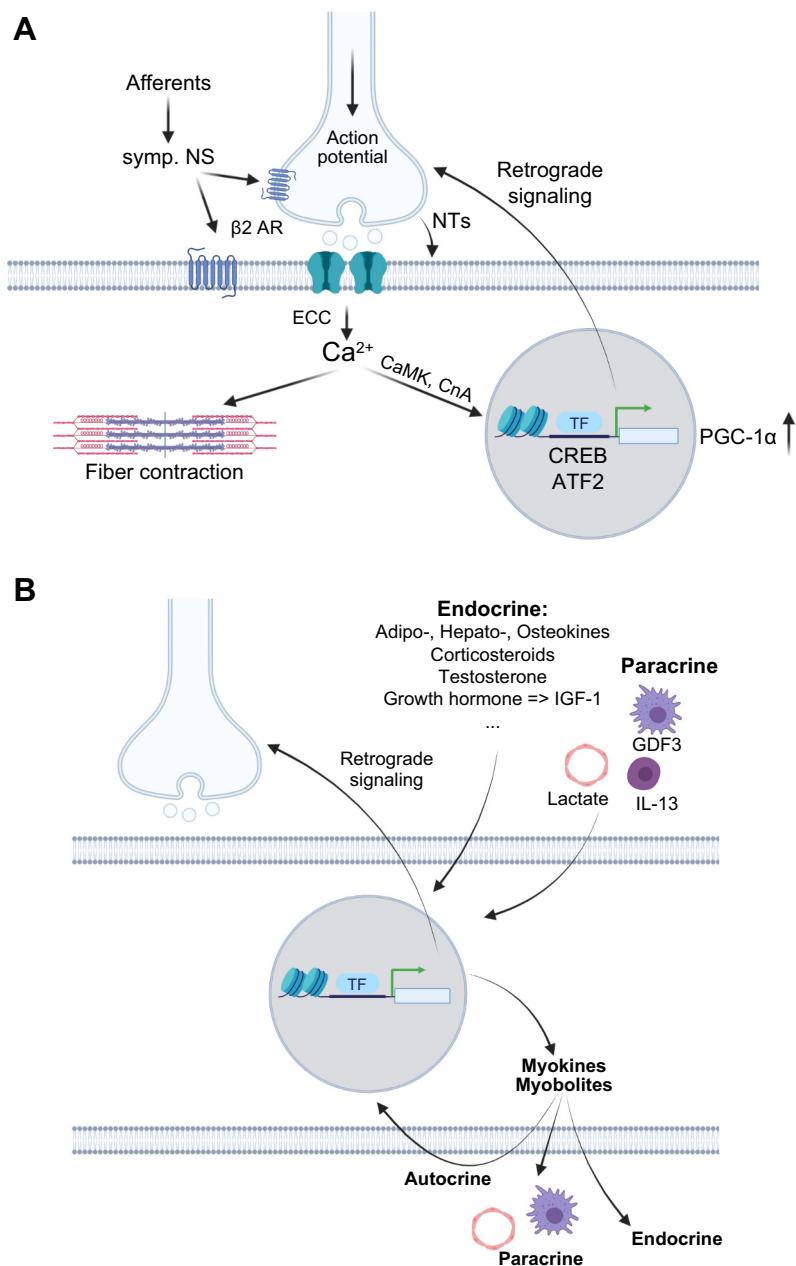 A
Afferents
symp. NS
Action
potential
Retrograde
signaling
β2 AR
NTs
ECC
Ca²⁺
CaMK, CnA
TF
CREB
ATF2
PGC-1α
Fiber contraction
B
Endocrine:
Adipo-, Hepato-, Osteokines
Corticosteroids
Testosterone
Growth hormone => IGF-1
...
Paracrine
GDF3
Lactate
IL-13
Retrograde
signaling
TF
Myokines
Myobolites
Autocrine
Paracrine
Endocrine